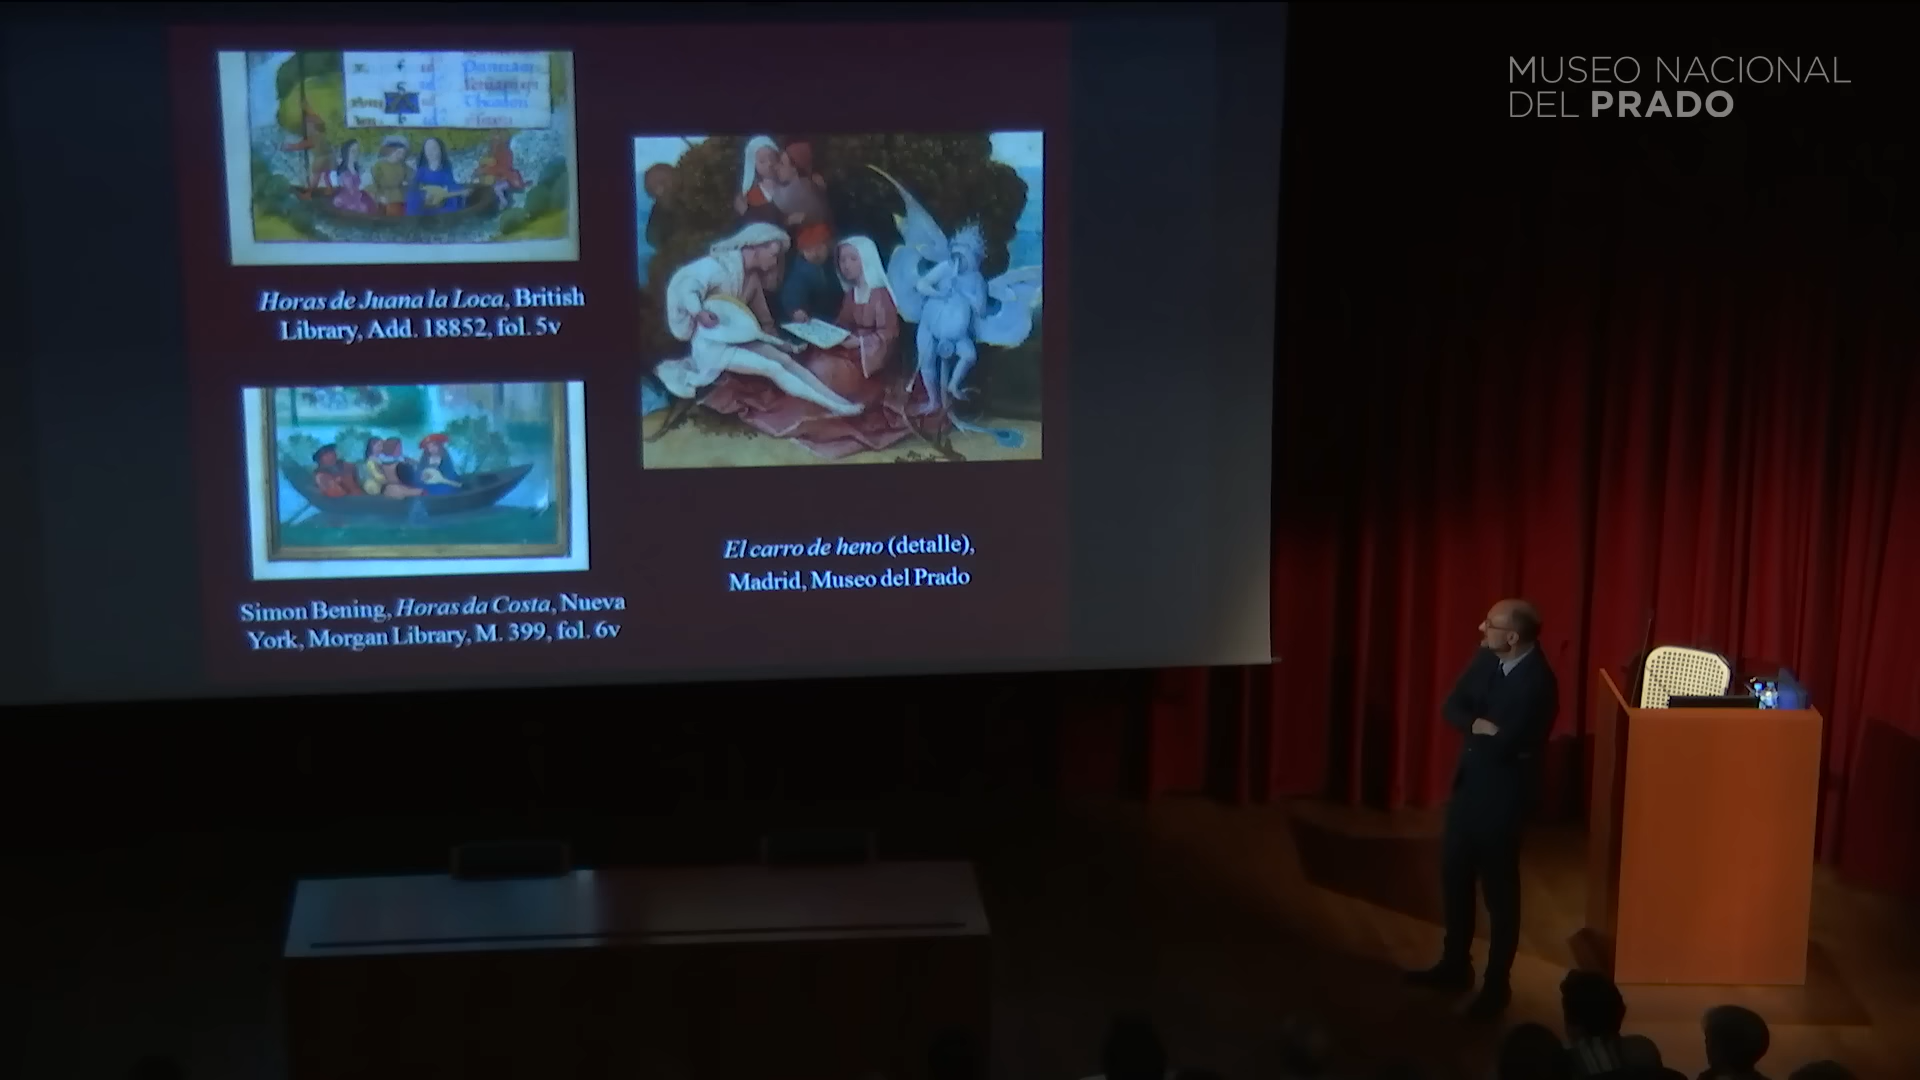 MUSEO NACIONAL
DEL PRADO
Horas de Juana la Loca, British
Library, Add. 18852, fol. 5v
Simon Bening, Horas da Costa, Nueva
York, Morgan Library, M. 399, fol. 6v
El carro de heno (detalle),
Madrid, Museo del Prado